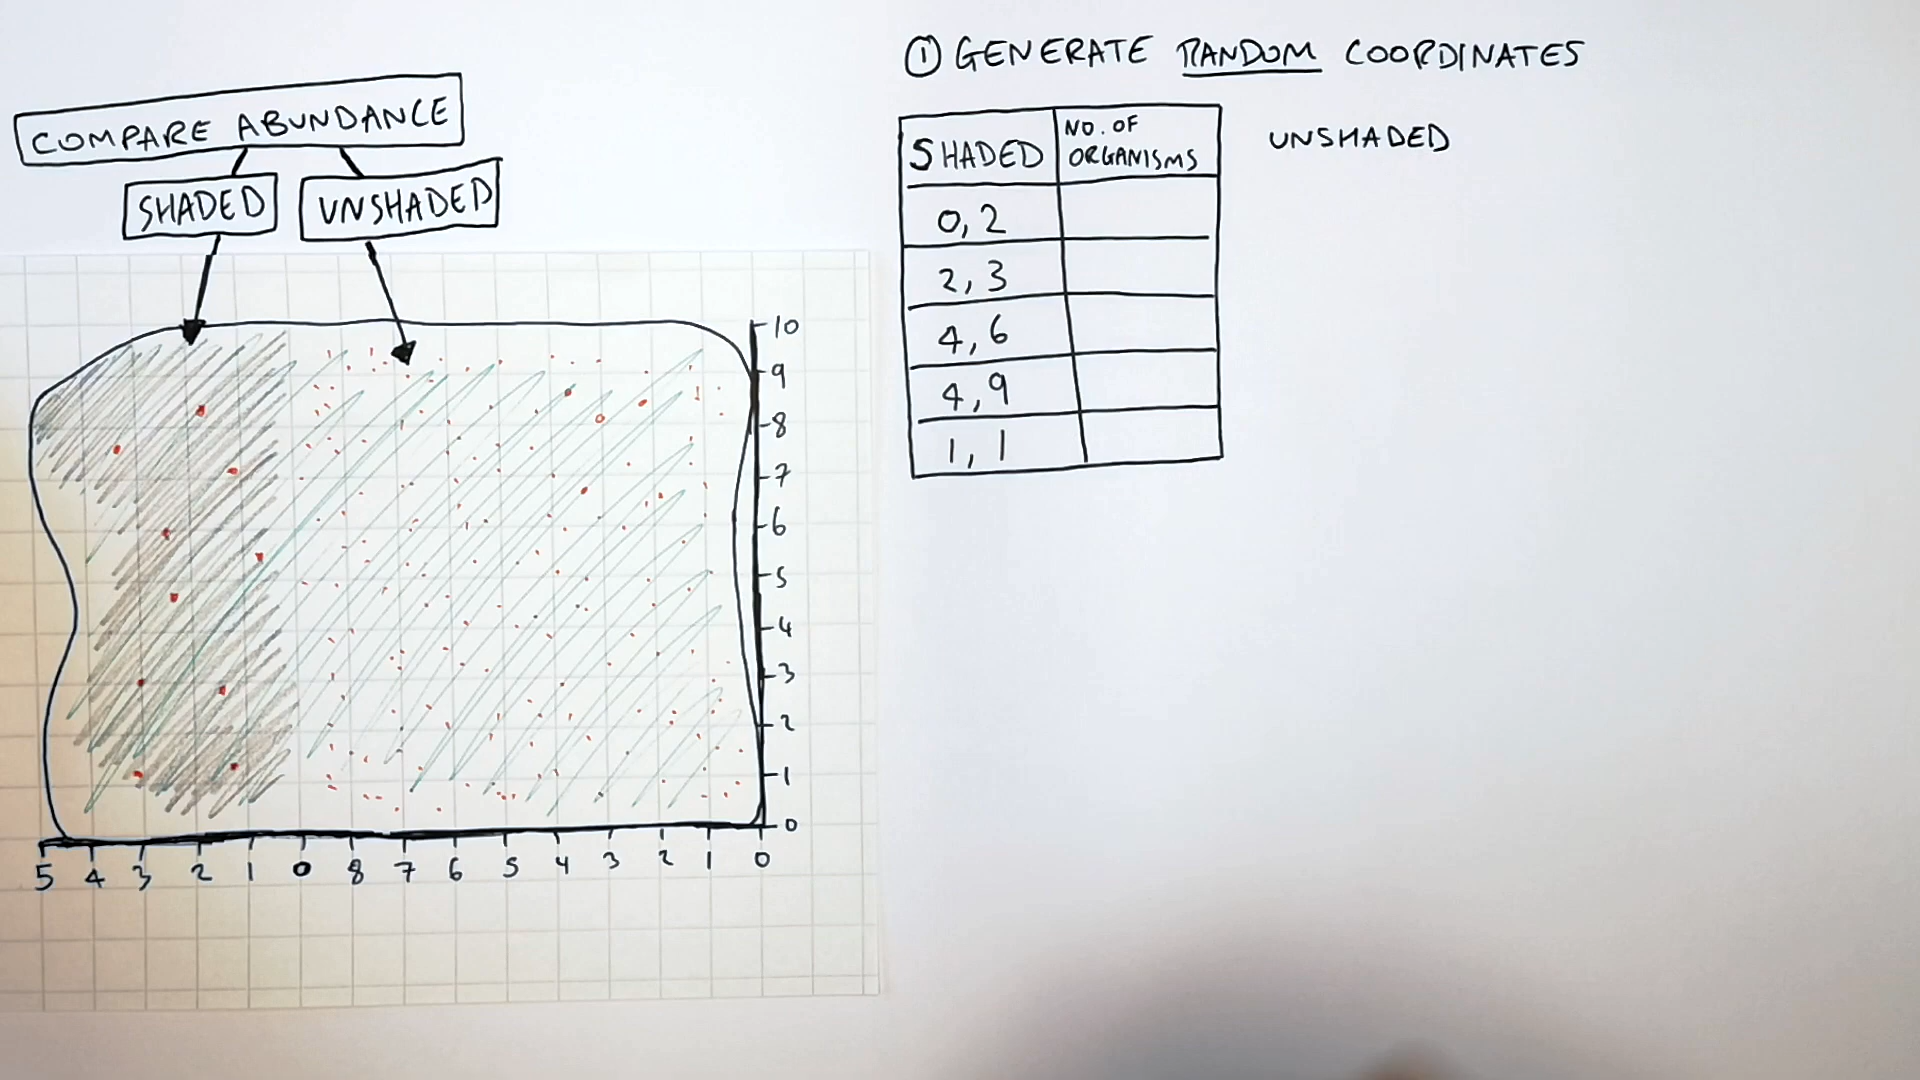 ① GENERATE RANDOM COORDINATES
COMPARE ABUNDANCE
SHADED
UNSHADED
SHADED
NO. OF
ORGANISMS
UNSHADED
0, 2
2, 3
4, 6
4, 9
1, 1
10
9
8
7
6
5
4
3
2
1
0
5 4 3 2 1 0 8 7 6 5 4 3 2 1 0